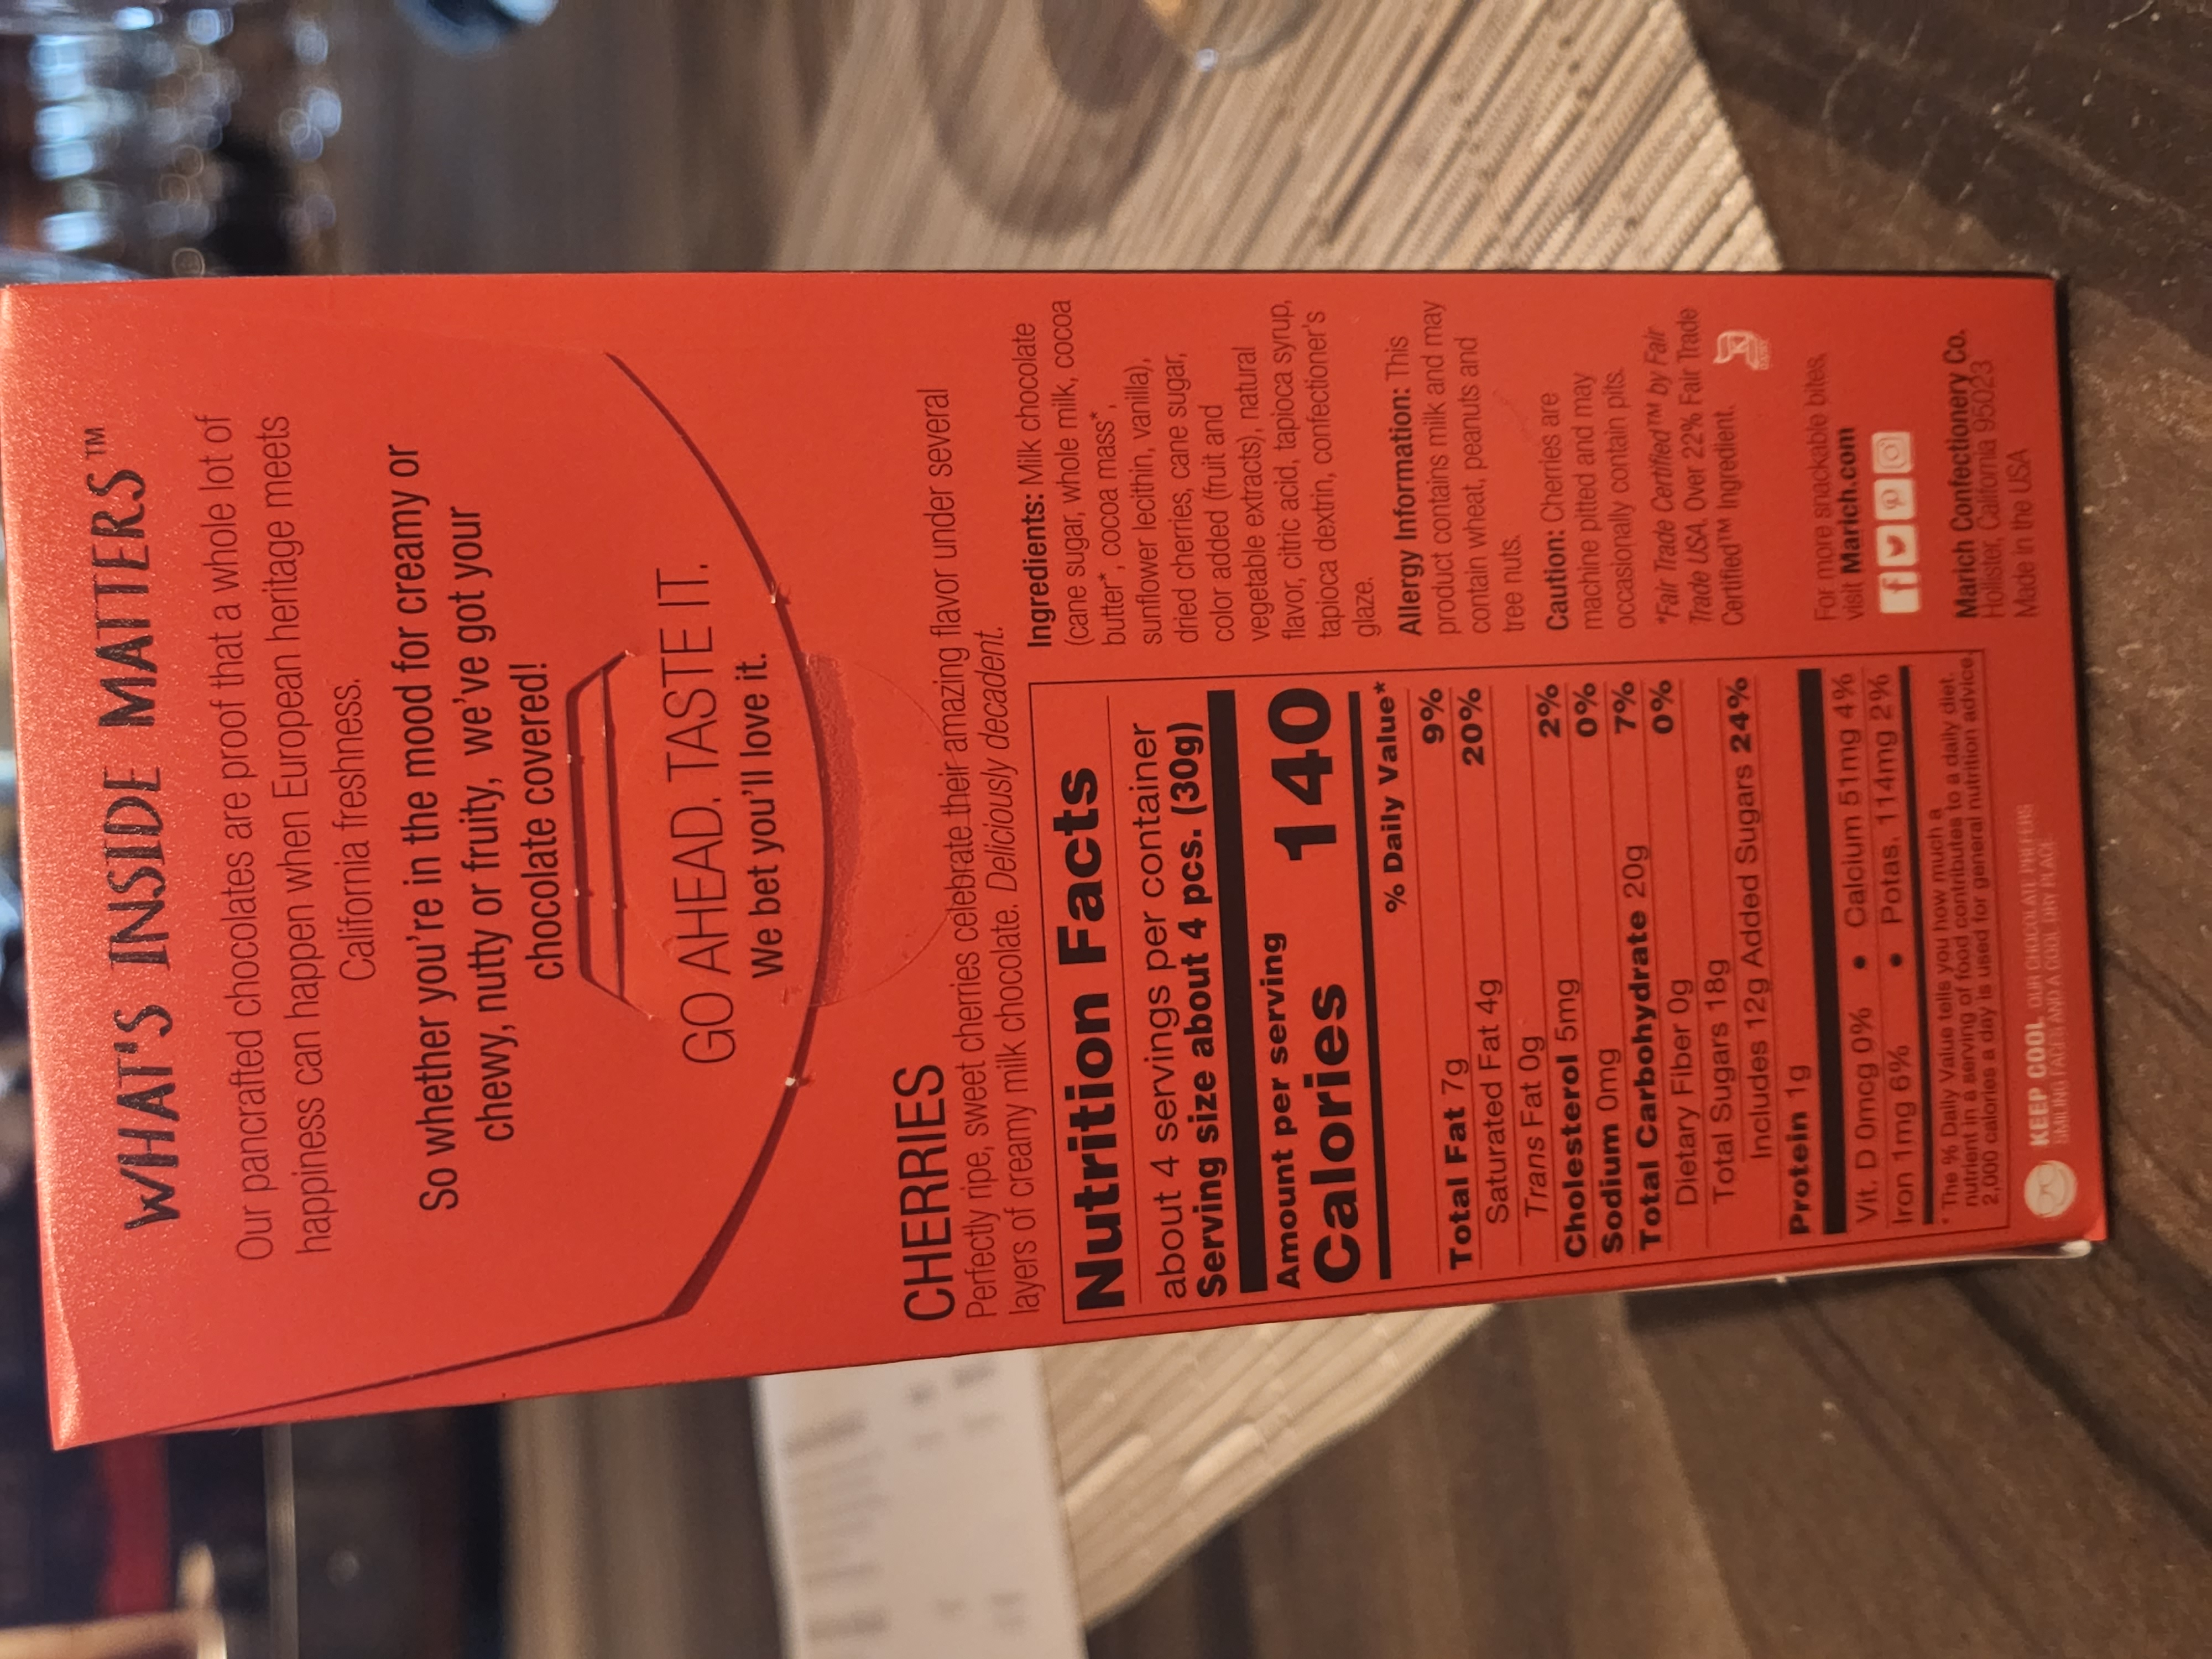 WHAT'S INSIDE MATTERS™
Our pancrafted chocolates are proof that a whole lot of
happiness can happen when European heritage meets
California freshness.
So whether you're in the mood for creamy or
chewy, nutty or fruity, we've got your
chocolate covered!
GO AHEAD. TASTE IT.
We bet you'll love it.
CHERRIES
Perfectly ripe, sweet cherries celebrate their amazing flavor under several
layers of creamy milk chocolate. Deliciously decadent.
Nutrition Facts
about 4 servings per container
Serving size about 4 pcs. (30g)
Amount per serving
Calories 140
% Daily Value*
Total Fat 7g 9%
Saturated Fat 4g 20%
Trans Fat 0g
Cholesterol 5mg 2%
Sodium 0mg 0%
Total Carbohydrate 20g 7%
Dietary Fiber 0g 0%
Total Sugars 18g
Includes 12g Added Sugars 24%
Protein 1g
Vit. D 0mcg 0% • Calcium 51mg 4%
Iron 1mg 6% • Potas. 114mg 2%
* The % Daily Value tells you how much a
nutrient in a serving of food contributes to a daily diet.
2,000 calories a day is used for general nutrition advice.
Ingredients: Milk chocolate
(cane sugar, whole milk, cocoa
butter*, cocoa mass*,
sunflower lecithin, vanilla),
dried cherries, cane sugar,
color added (fruit and
vegetable extracts), natural
flavor, citric acid, tapioca syrup,
tapioca dextrin, confectioner's
glaze.
Allergy Information: This
product contains milk and may
contain wheat, peanuts and
tree nuts.
Caution: Cherries are
machine pitted and may
occasionally contain pits.
*Fair Trade Certified™ by Fair
Trade USA. Over 22% Fair Trade
Certified™ Ingredient.
For more snackable bites,
visit Marich.com
Marich Confectionery Co.
Hollister, California 95023
Made in the USA
KEEP COOL. OUR CHOCOLATE PREFERS
SMILING FACES AND A COOL DRY PLACE